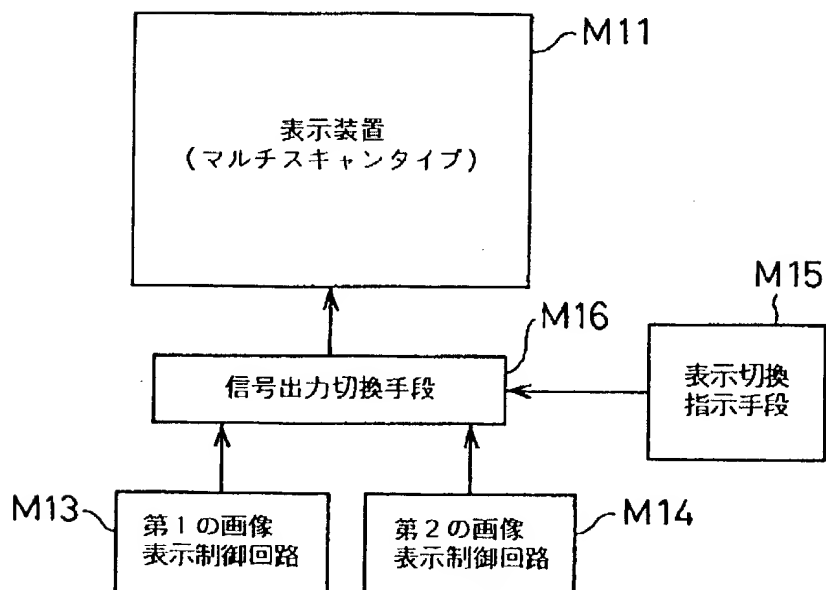 M11
表示装置
(マルチスキャンタイプ)
M15
M16
信号出力切換手段
表示切換
指示手段
M13
第1の画像
表示制御回路
第2の画像
表示制御回路
M14